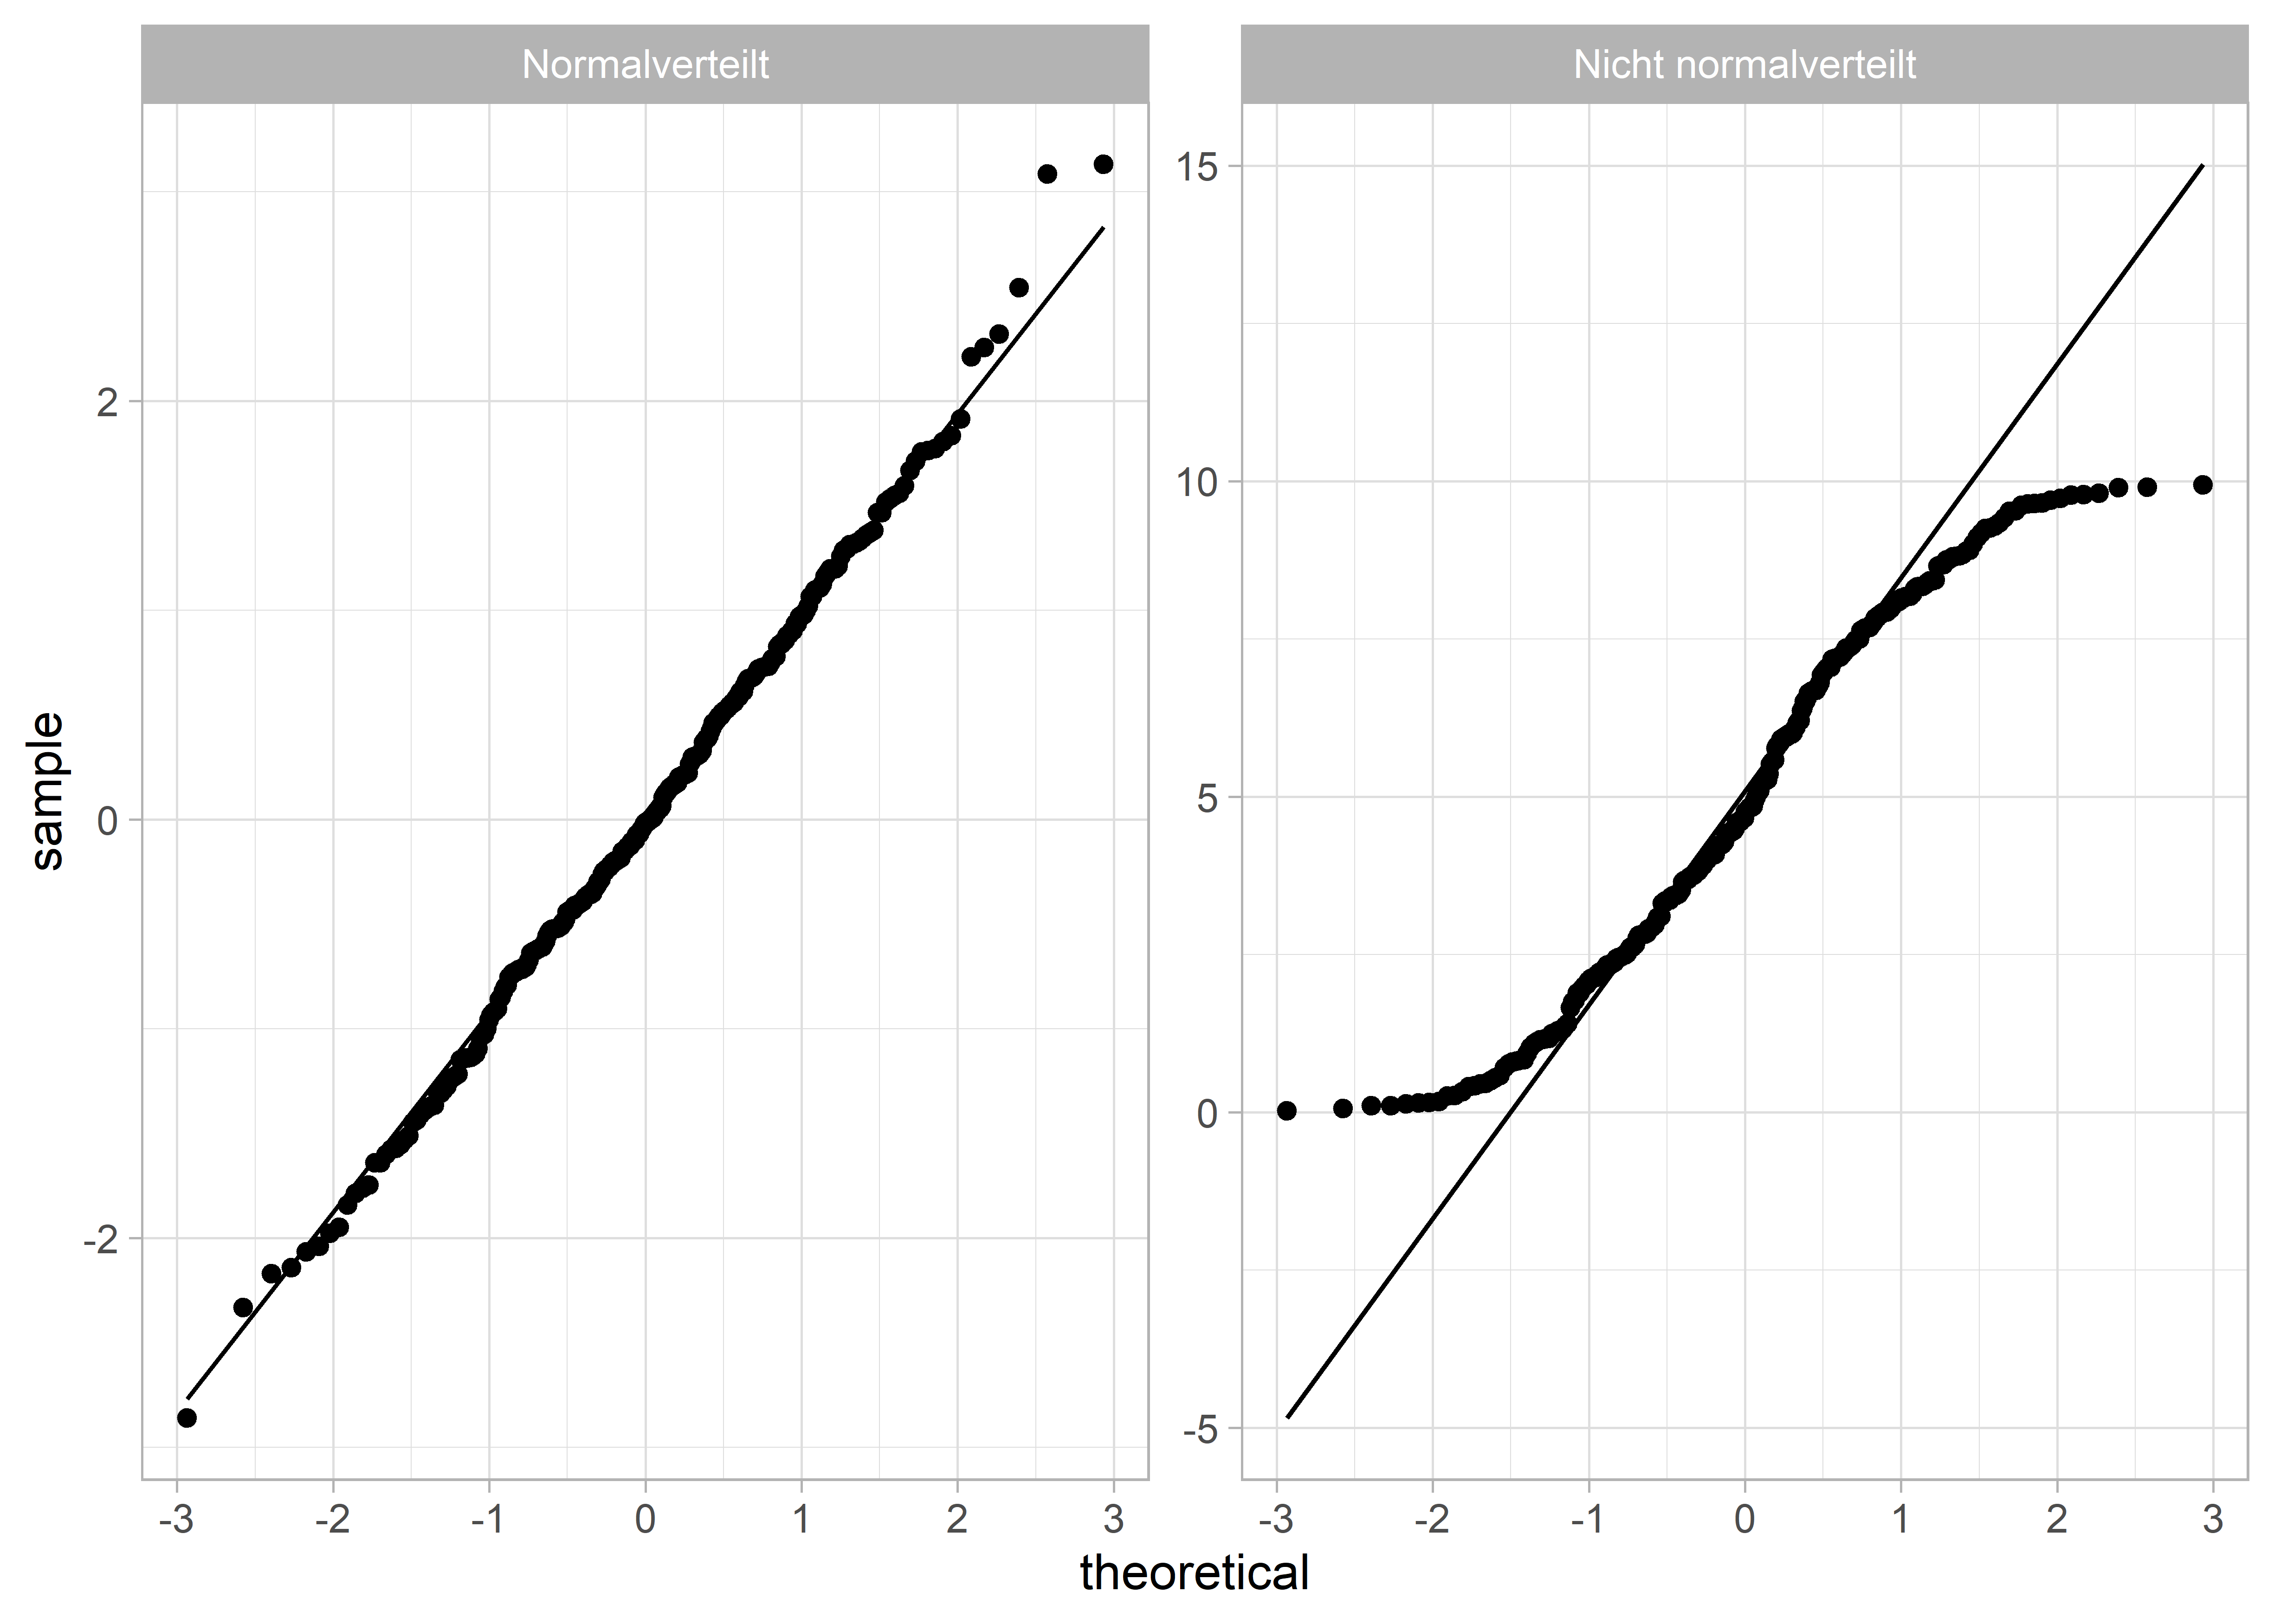 Normalverteilt
Nicht normalverteilt
sample
2
0
-2
15
10
5
0
-5
-3 -2 -1 0 1 2 3
-3 -2 -1 0 1 2 3
theoretical